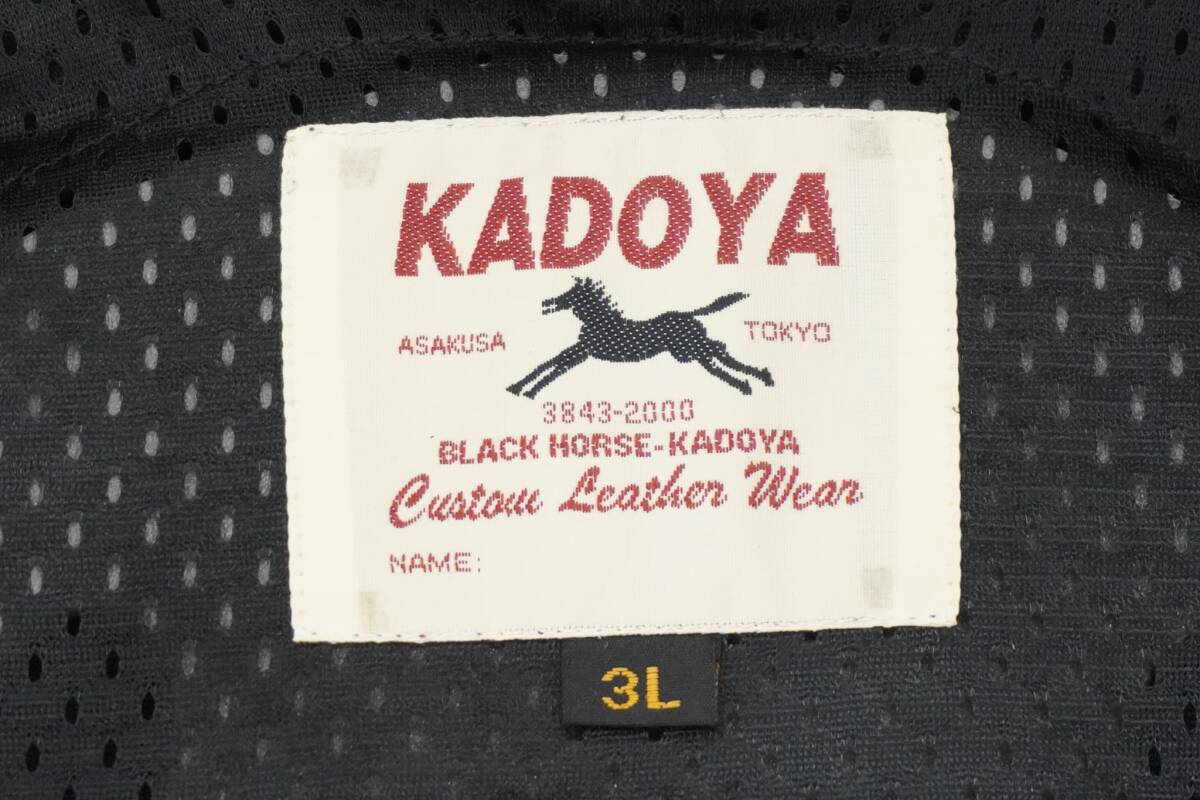 KADOYA
ASAKUSA TOKYO
3843-2000
BLACK HORSE-KADOYA
Custom Leather Wear
NAME:
3L